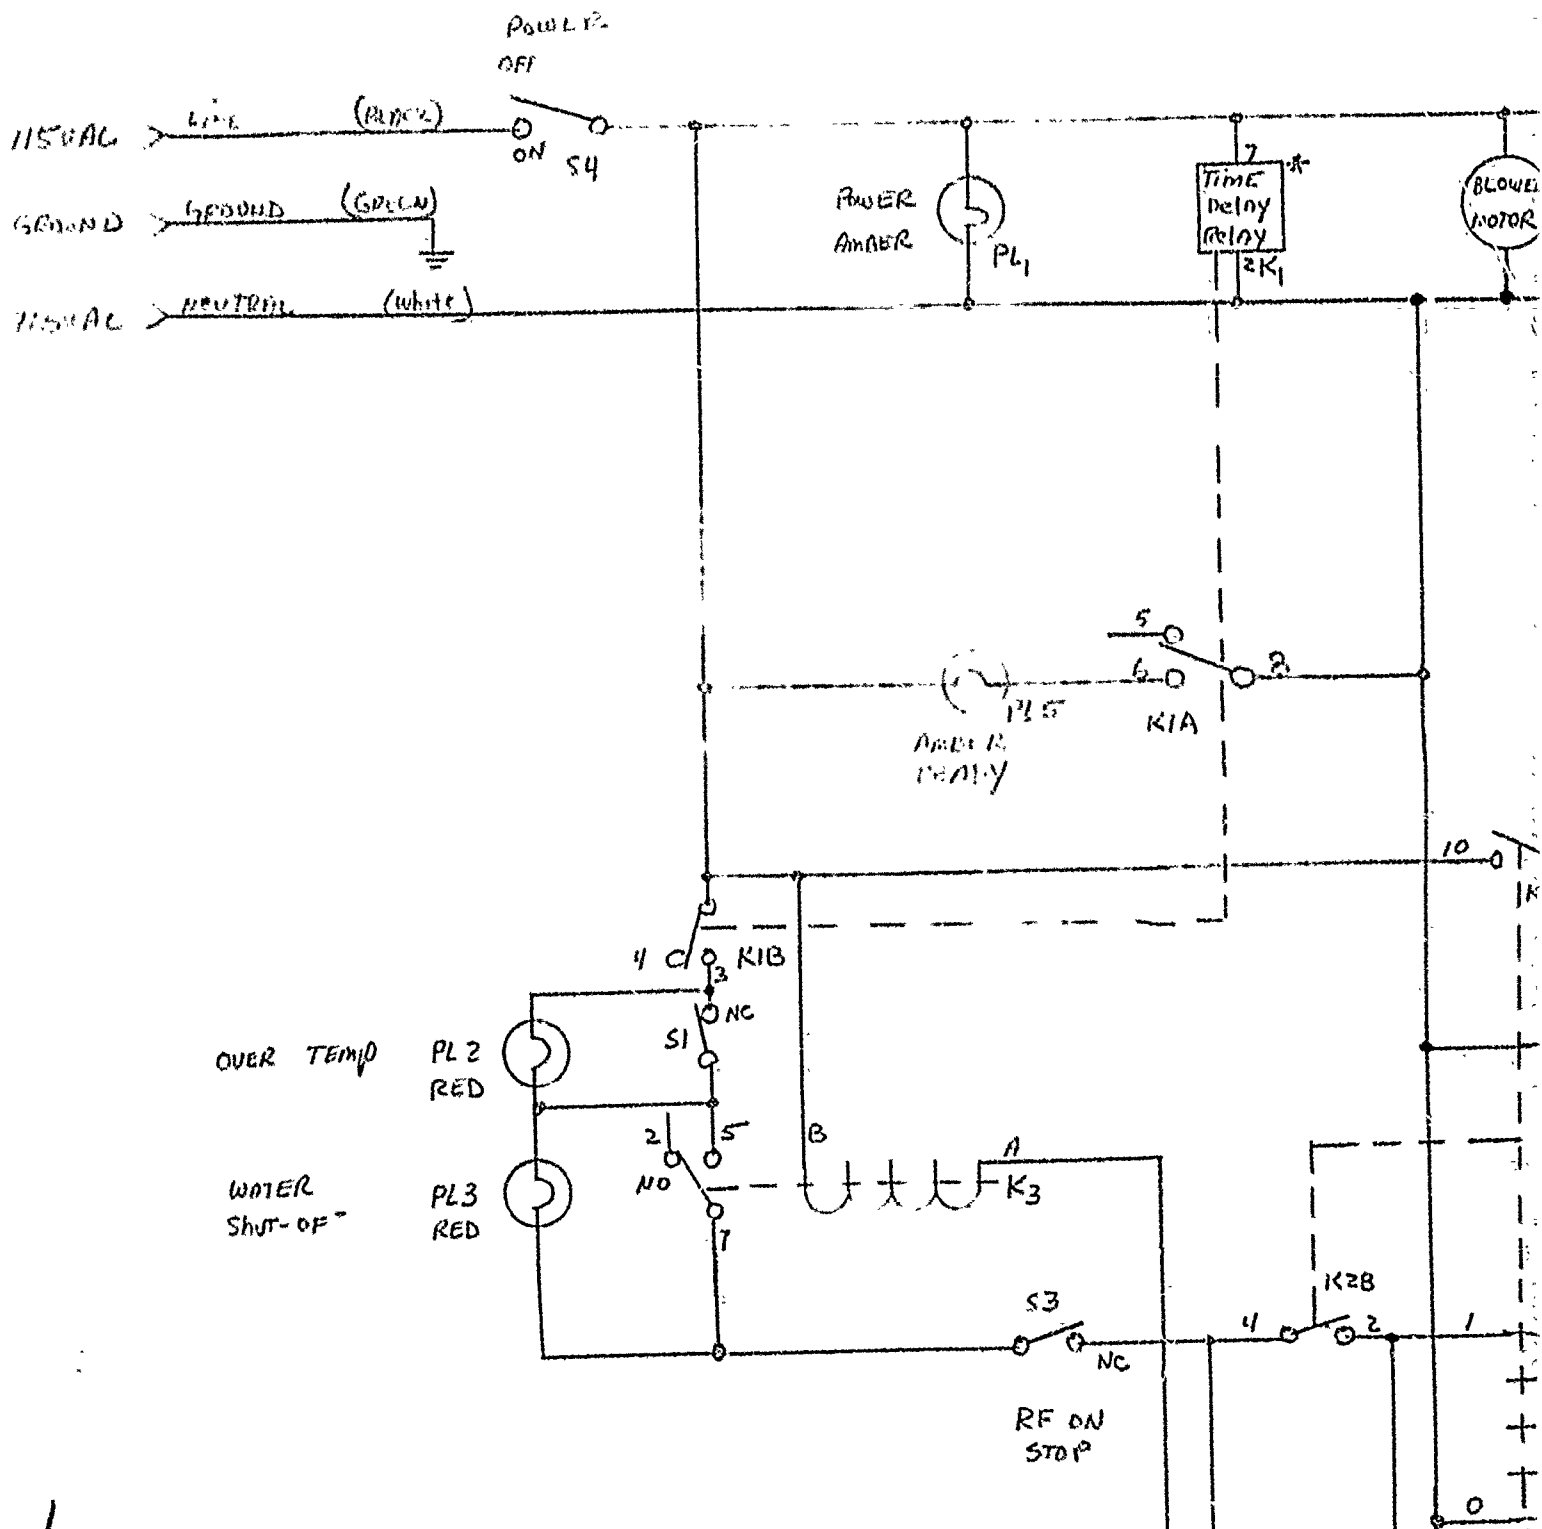 POWER
OFF
115VAC LINE (BLACK)
ON S4
GROUND GROUND (GREEN)
115VAC NEUTRAL (White)
POWER
AMBER
PL1
7
TIME
Delay
Relay
*
2 K1
BLOWE
MOTOR
5
6
2
PL5
K1A
AMBER
READY
10
K
4 C K1B
3
NC
S1
OVER TEMP PL2
RED
2 5
NO
B
A
K3
WATER
Shut-OF
PL3
RED
7
S3
NC
RF ON
STOP
K2B
4 2 1
0